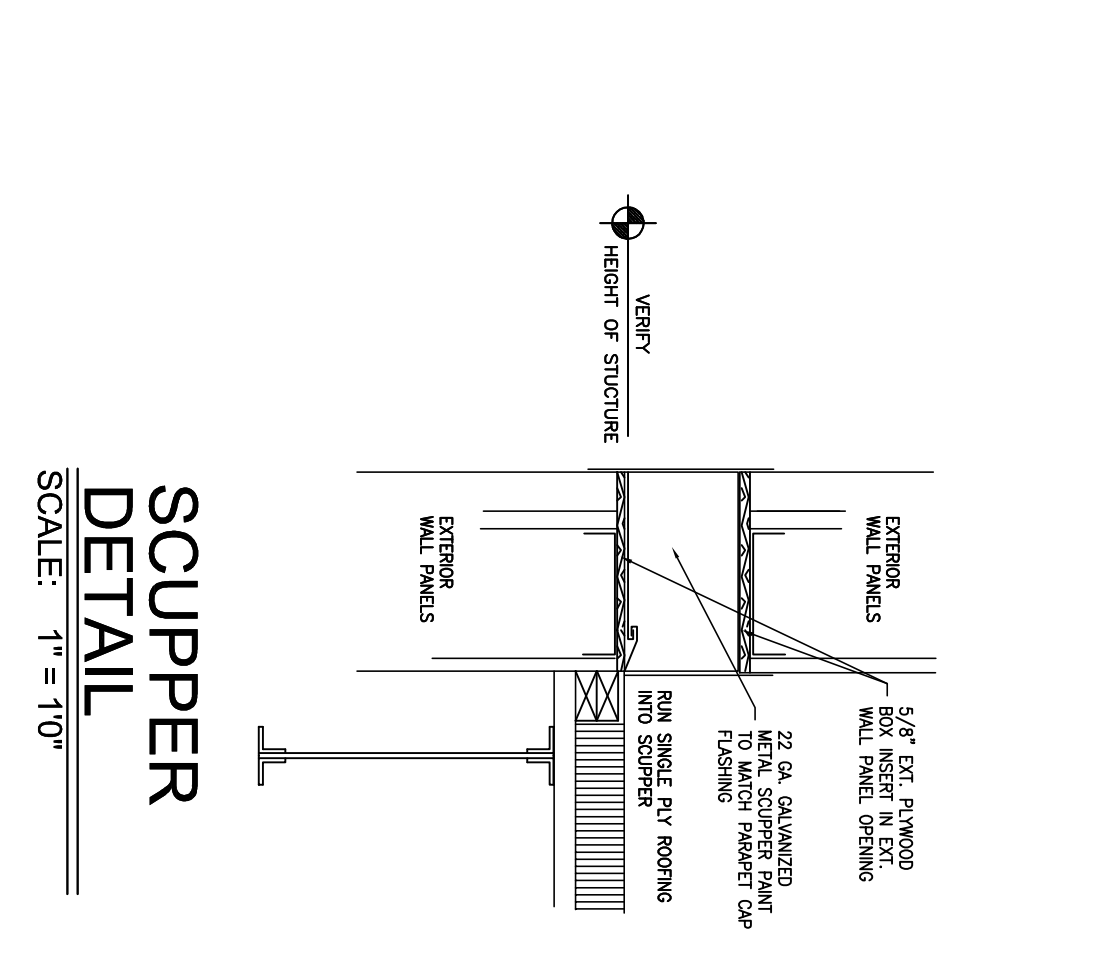 5/8" EXT. PLYWOOD
BOX INSERT IN EXT.
WALL PANEL OPENING
EXTERIOR
WALL PANELS
22 GA. GALVANIZED
METAL SCUPPER PAINT
TO MATCH PARAPET CAP
FLASHING
VERIFY
HEIGHT OF STUCTURE
RUN SINGLE PLY ROOFING
INTO SCUPPER
EXTERIOR
WALL PANELS
SCUPPER
DETAIL
SCALE: 1" = 1'0"